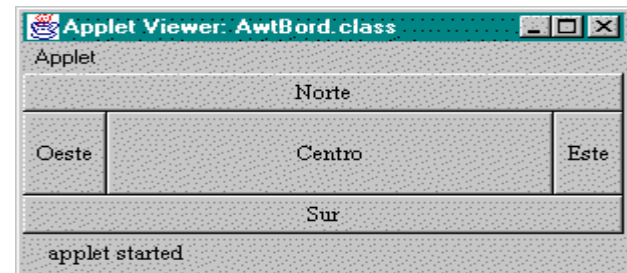 Applet Viewer: AwtBord.class
Applet
Norte
Oeste Centro Este
Sur
applet started